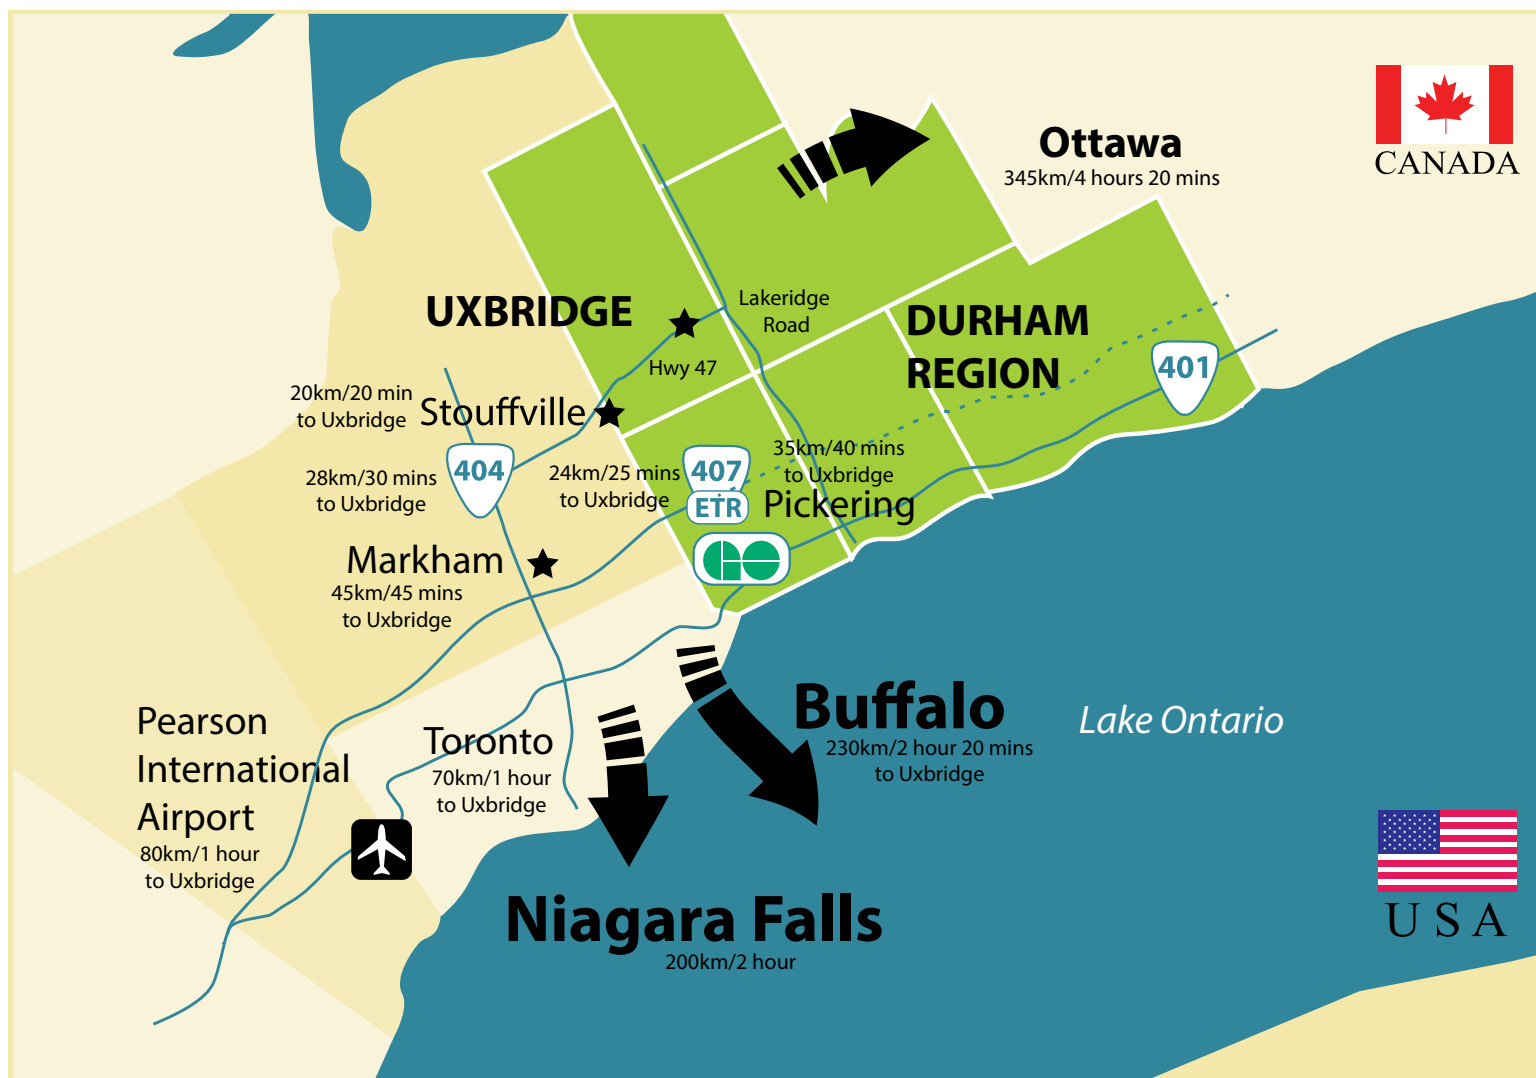 CANADA
Ottawa
345km/4 hours 20 mins
UXBRIDGE
Lakeridge
Road
DURHAM
REGION
Hwy 47
401
20km/20 min
to Uxbridge
Stouffville
28km/30 mins
to Uxbridge
404
24km/25 mins
to Uxbridge
407
ETR
35km/40 mins
to Uxbridge
Pickering
GO
Markham
45km/45 mins
to Uxbridge
Pearson
International
Airport
80km/1 hour
to Uxbridge
Toronto
70km/1 hour
to Uxbridge
Buffalo
230km/2 hour 20 mins
to Uxbridge
Lake Ontario
Niagara Falls
200km/2 hour
USA